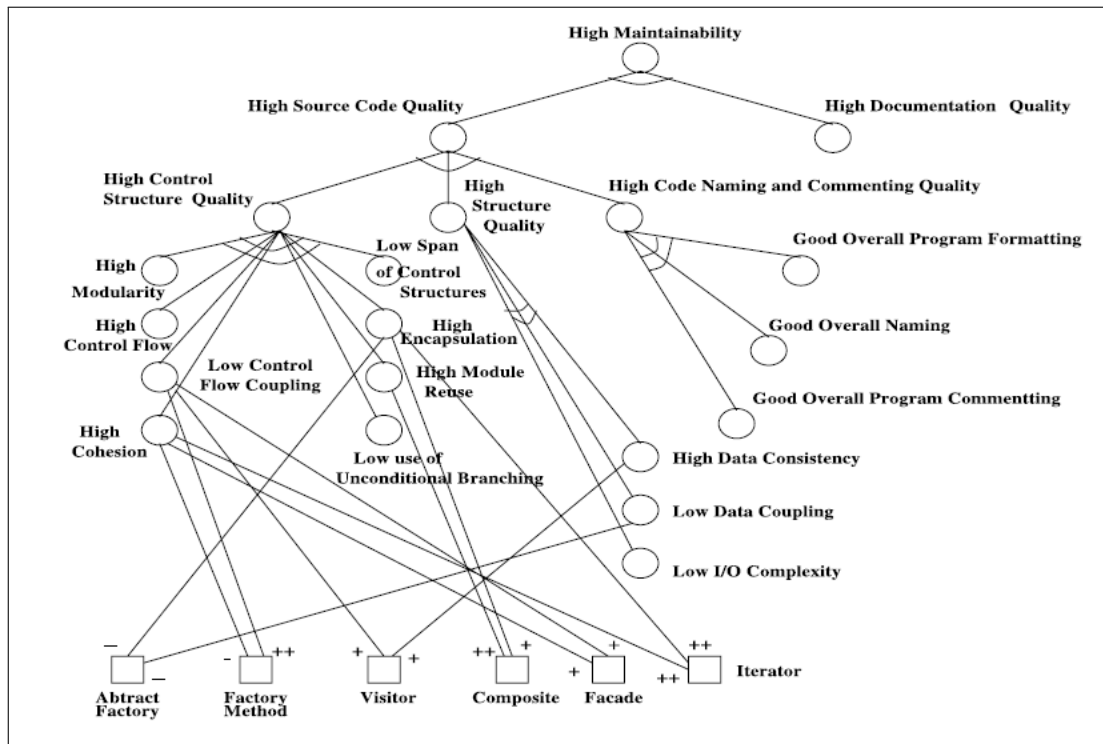 High Maintainability
High Source Code Quality
High Documentation Quality
High Control
Structure Quality
High
Structure
Quality
High Code Naming and Commenting Quality
Low Span
of Control
Structures
Good Overall Program Formatting
High
Modularity
High
Control Flow
High
Encapsulation
Good Overall Naming
Low Control
Flow Coupling
High Module
Reuse
Good Overall Program Commentting
High
Cohesion
Low use of
Unconditional Branching
High Data Consistency
Low Data Coupling
Low I/O Complexity
— - ++ + + ++ + + ++
— + ++
Abtract
Factory
Factory
Method
Visitor
Composite
Facade
Iterator